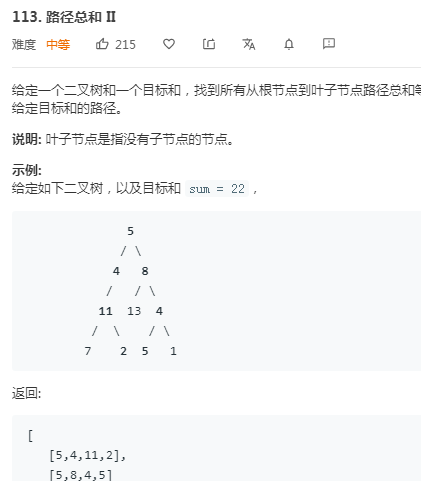 113. 路径总和 II
难度 中等 215
给定一个二叉树和一个目标和，找到所有从根节点到叶子节点路径总和等
给定目标和的路径。
说明: 叶子节点是指没有子节点的节点。
示例:
给定如下二叉树，以及目标和 sum = 22 ，
5
/ \
4 8
/ / \
11 13 4
/ \ / \
7 2 5 1
返回:
[
[5,4,11,2],
[5,8,4,5]